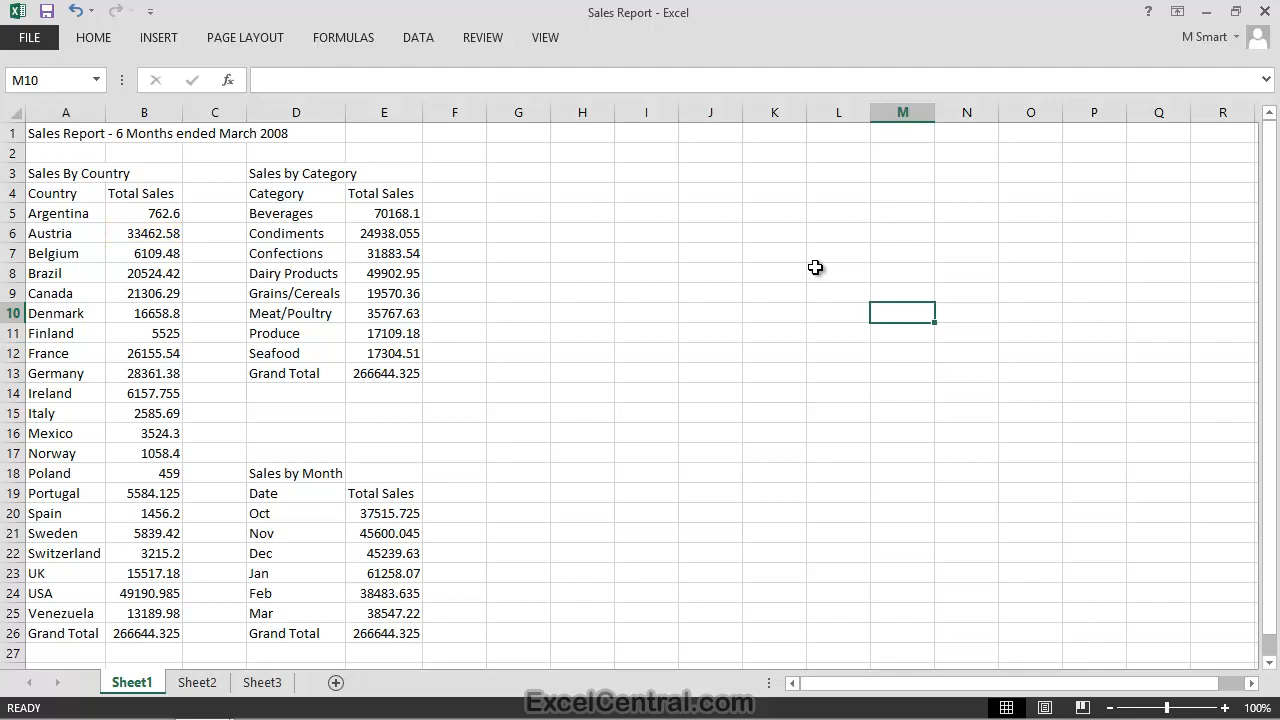 Sales Report - Excel
?
FILE HOME INSERT PAGE LAYOUT FORMULAS DATA REVIEW VIEW M Smart
M10 fx
A B C D E F G H I J K L M N O P Q R
1 Sales Report - 6 Months ended March 2008
2
3 Sales By Country Sales by Category
4 Country Total Sales Category Total Sales
5 Argentina 762.6 Beverages 70168.1
6 Austria 33462.58 Condiments 24938.055
7 Belgium 6109.48 Confections 31883.54
8 Brazil 20524.42 Dairy Products 49902.95
9 Canada 21306.29 Grains/Cereals 19570.36
10 Denmark 16658.8 Meat/Poultry 35767.63
11 Finland 5525 Produce 17109.18
12 France 26155.54 Seafood 17304.51
13 Germany 28361.38 Grand Total 266644.325
14 Ireland 6157.755
15 Italy 2585.69
16 Mexico 3524.3
17 Norway 1058.4
18 Poland 459 Sales by Month
19 Portugal 5584.125 Date Total Sales
20 Spain 1456.2 Oct 37515.725
21 Sweden 5839.42 Nov 45600.045
22 Switzerland 3215.2 Dec 45239.63
23 UK 15517.18 Jan 61258.07
24 USA 49190.985 Feb 38483.635
25 Venezuela 13189.98 Mar 38547.22
26 Grand Total 266644.325 Grand Total 266644.325
27
Sheet1 Sheet2 Sheet3
READY ExcelCentral.com 100%